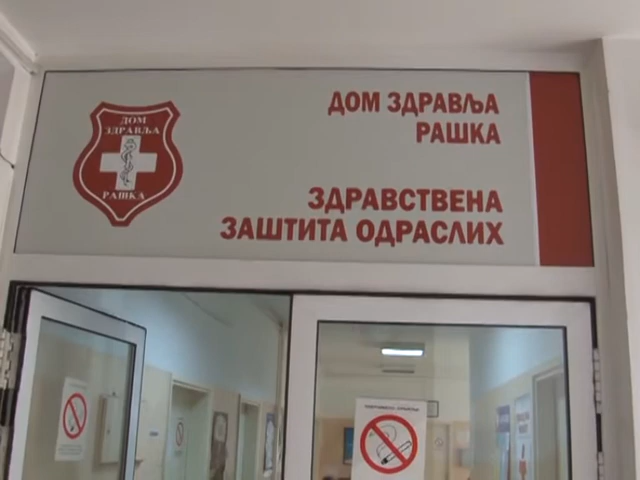 ДОМ
ЗДРАВЉА
РАШКА
ДОМ ЗДРАВЉА
РАШКА
ЗДРАВСТВЕНА
ЗАШТИТА ОДРАСЛИХ